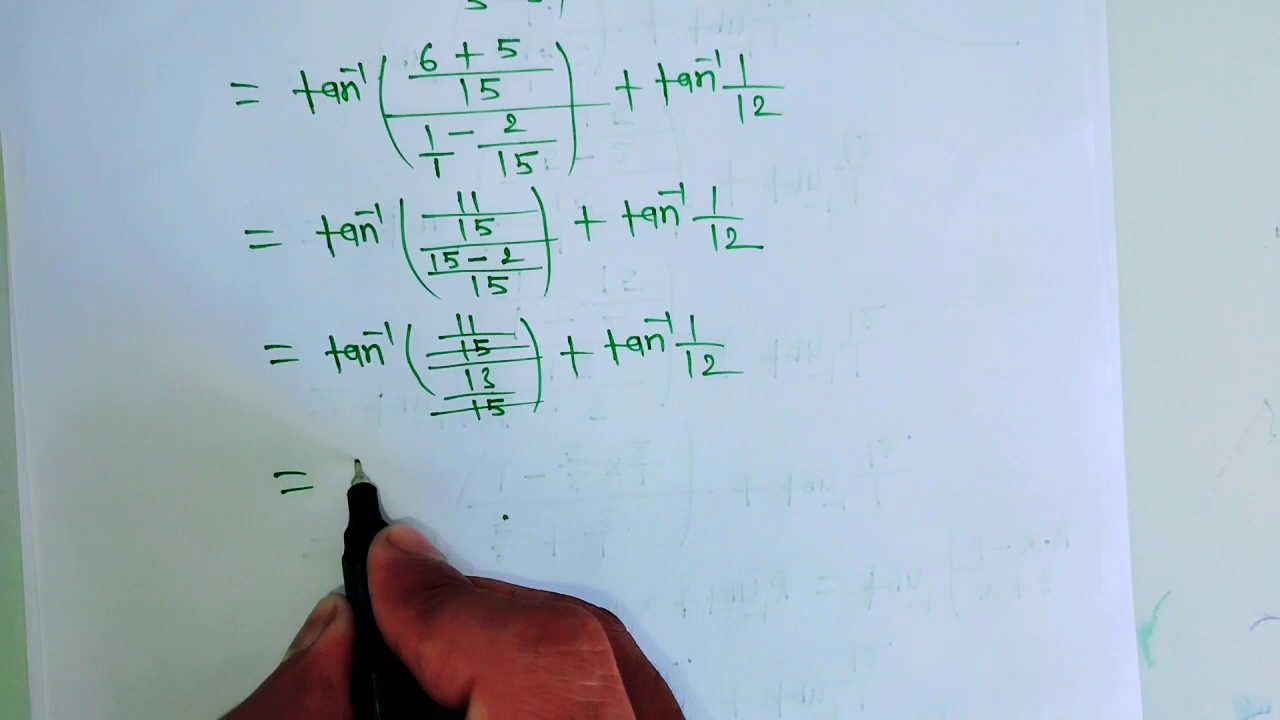 = tan⁻¹( ((6 + 5)/15) / (1/1 - 2/15) ) + tan⁻¹ 1/12
= tan⁻¹( (11/15) / ((15 - 2)/15) ) + tan⁻¹ 1/12
= tan⁻¹( (11/15) / (13/15) ) + tan⁻¹ 1/12
=